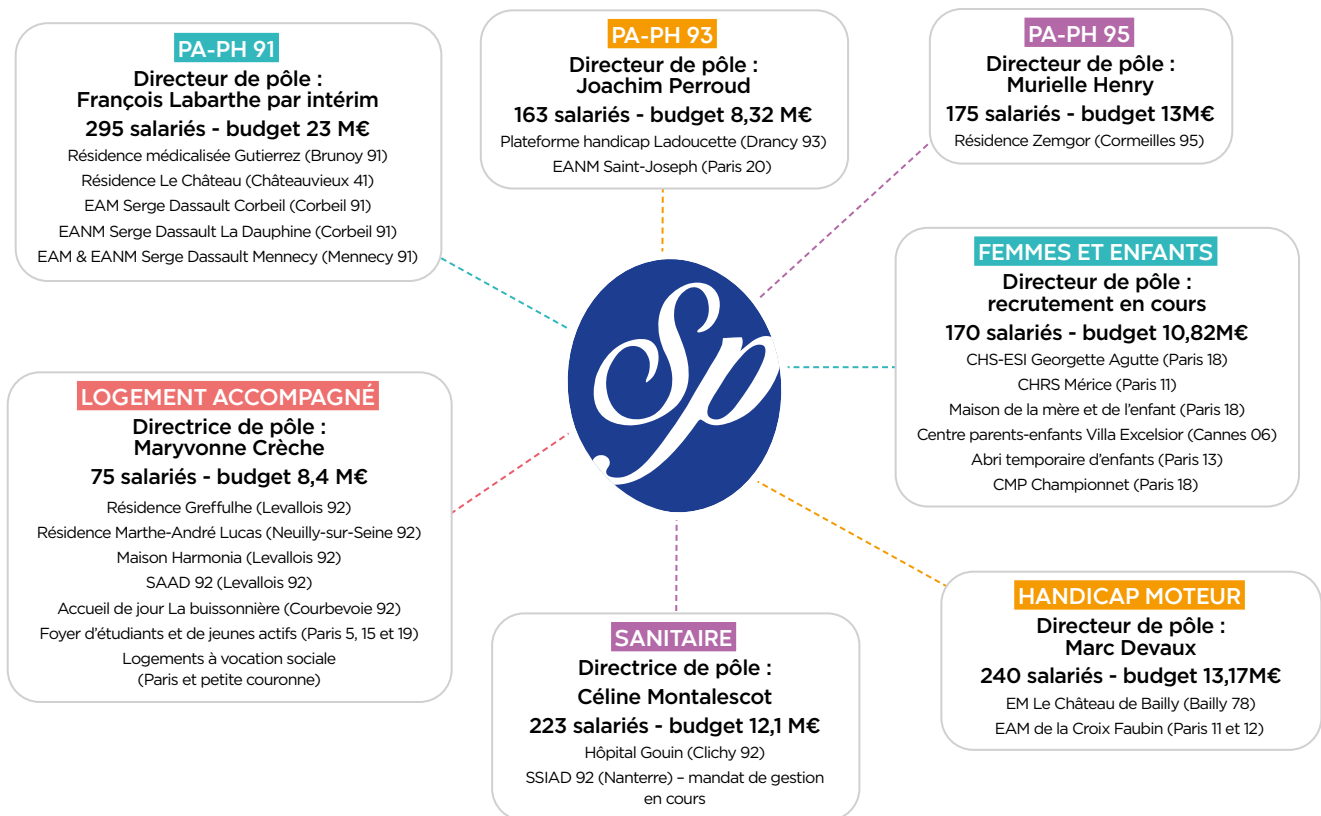 PA-PH 91
Directeur de pôle :
François Labarthe par intérim
295 salariés - budget 23 M€
Résidence médicalisée Gutierrez (Brunoy 91)
Résidence Le Château (Châteauvieux 41)
EAM Serge Dassault Corbeil (Corbeil 91)
EANM Serge Dassault La Dauphine (Corbeil 91)
EAM & EANM Serge Dassault Mennecy (Mennecy 91)
PA-PH 93
Directeur de pôle :
Joachim Perroud
163 salariés - budget 8,32 M€
Plateforme handicap Ladoucette (Drancy 93)
EANM Saint-Joseph (Paris 20)
PA-PH 95
Directeur de pôle :
Murielle Henry
175 salariés - budget 13M€
Résidence Zemgor (Cormeilles 95)
FEMMES ET ENFANTS
Directeur de pôle :
recrutement en cours
170 salariés - budget 10,82M€
CHS-ESI Georgette Agutte (Paris 18)
CHRS Mérice (Paris 11)
Maison de la mère et de l'enfant (Paris 18)
Centre parents-enfants Villa Excelsior (Cannes 06)
Abri temporaire d'enfants (Paris 13)
CMP Championnet (Paris 18)
Sp
LOGEMENT ACCOMPAGNÉ
Directrice de pôle :
Maryvonne Crèche
75 salariés - budget 8,4 M€
Résidence Greffulhe (Levallois 92)
Résidence Marthe-André Lucas (Neuilly-sur-Seine 92)
Maison Harmonia (Levallois 92)
SAAD 92 (Levallois 92)
Accueil de jour La buissonnière (Courbevoie 92)
Foyer d'étudiants et de jeunes actifs (Paris 5, 15 et 19)
Logements à vocation sociale
(Paris et petite couronne)
SANITAIRE
Directrice de pôle :
Céline Montalescot
223 salariés - budget 12,1 M€
Hôpital Gouin (Clichy 92)
SSIAD 92 (Nanterre) – mandat de gestion
en cours
HANDICAP MOTEUR
Directeur de pôle :
Marc Devaux
240 salariés - budget 13,17M€
EM Le Château de Bailly (Bailly 78)
EAM de la Croix Faubin (Paris 11 et 12)